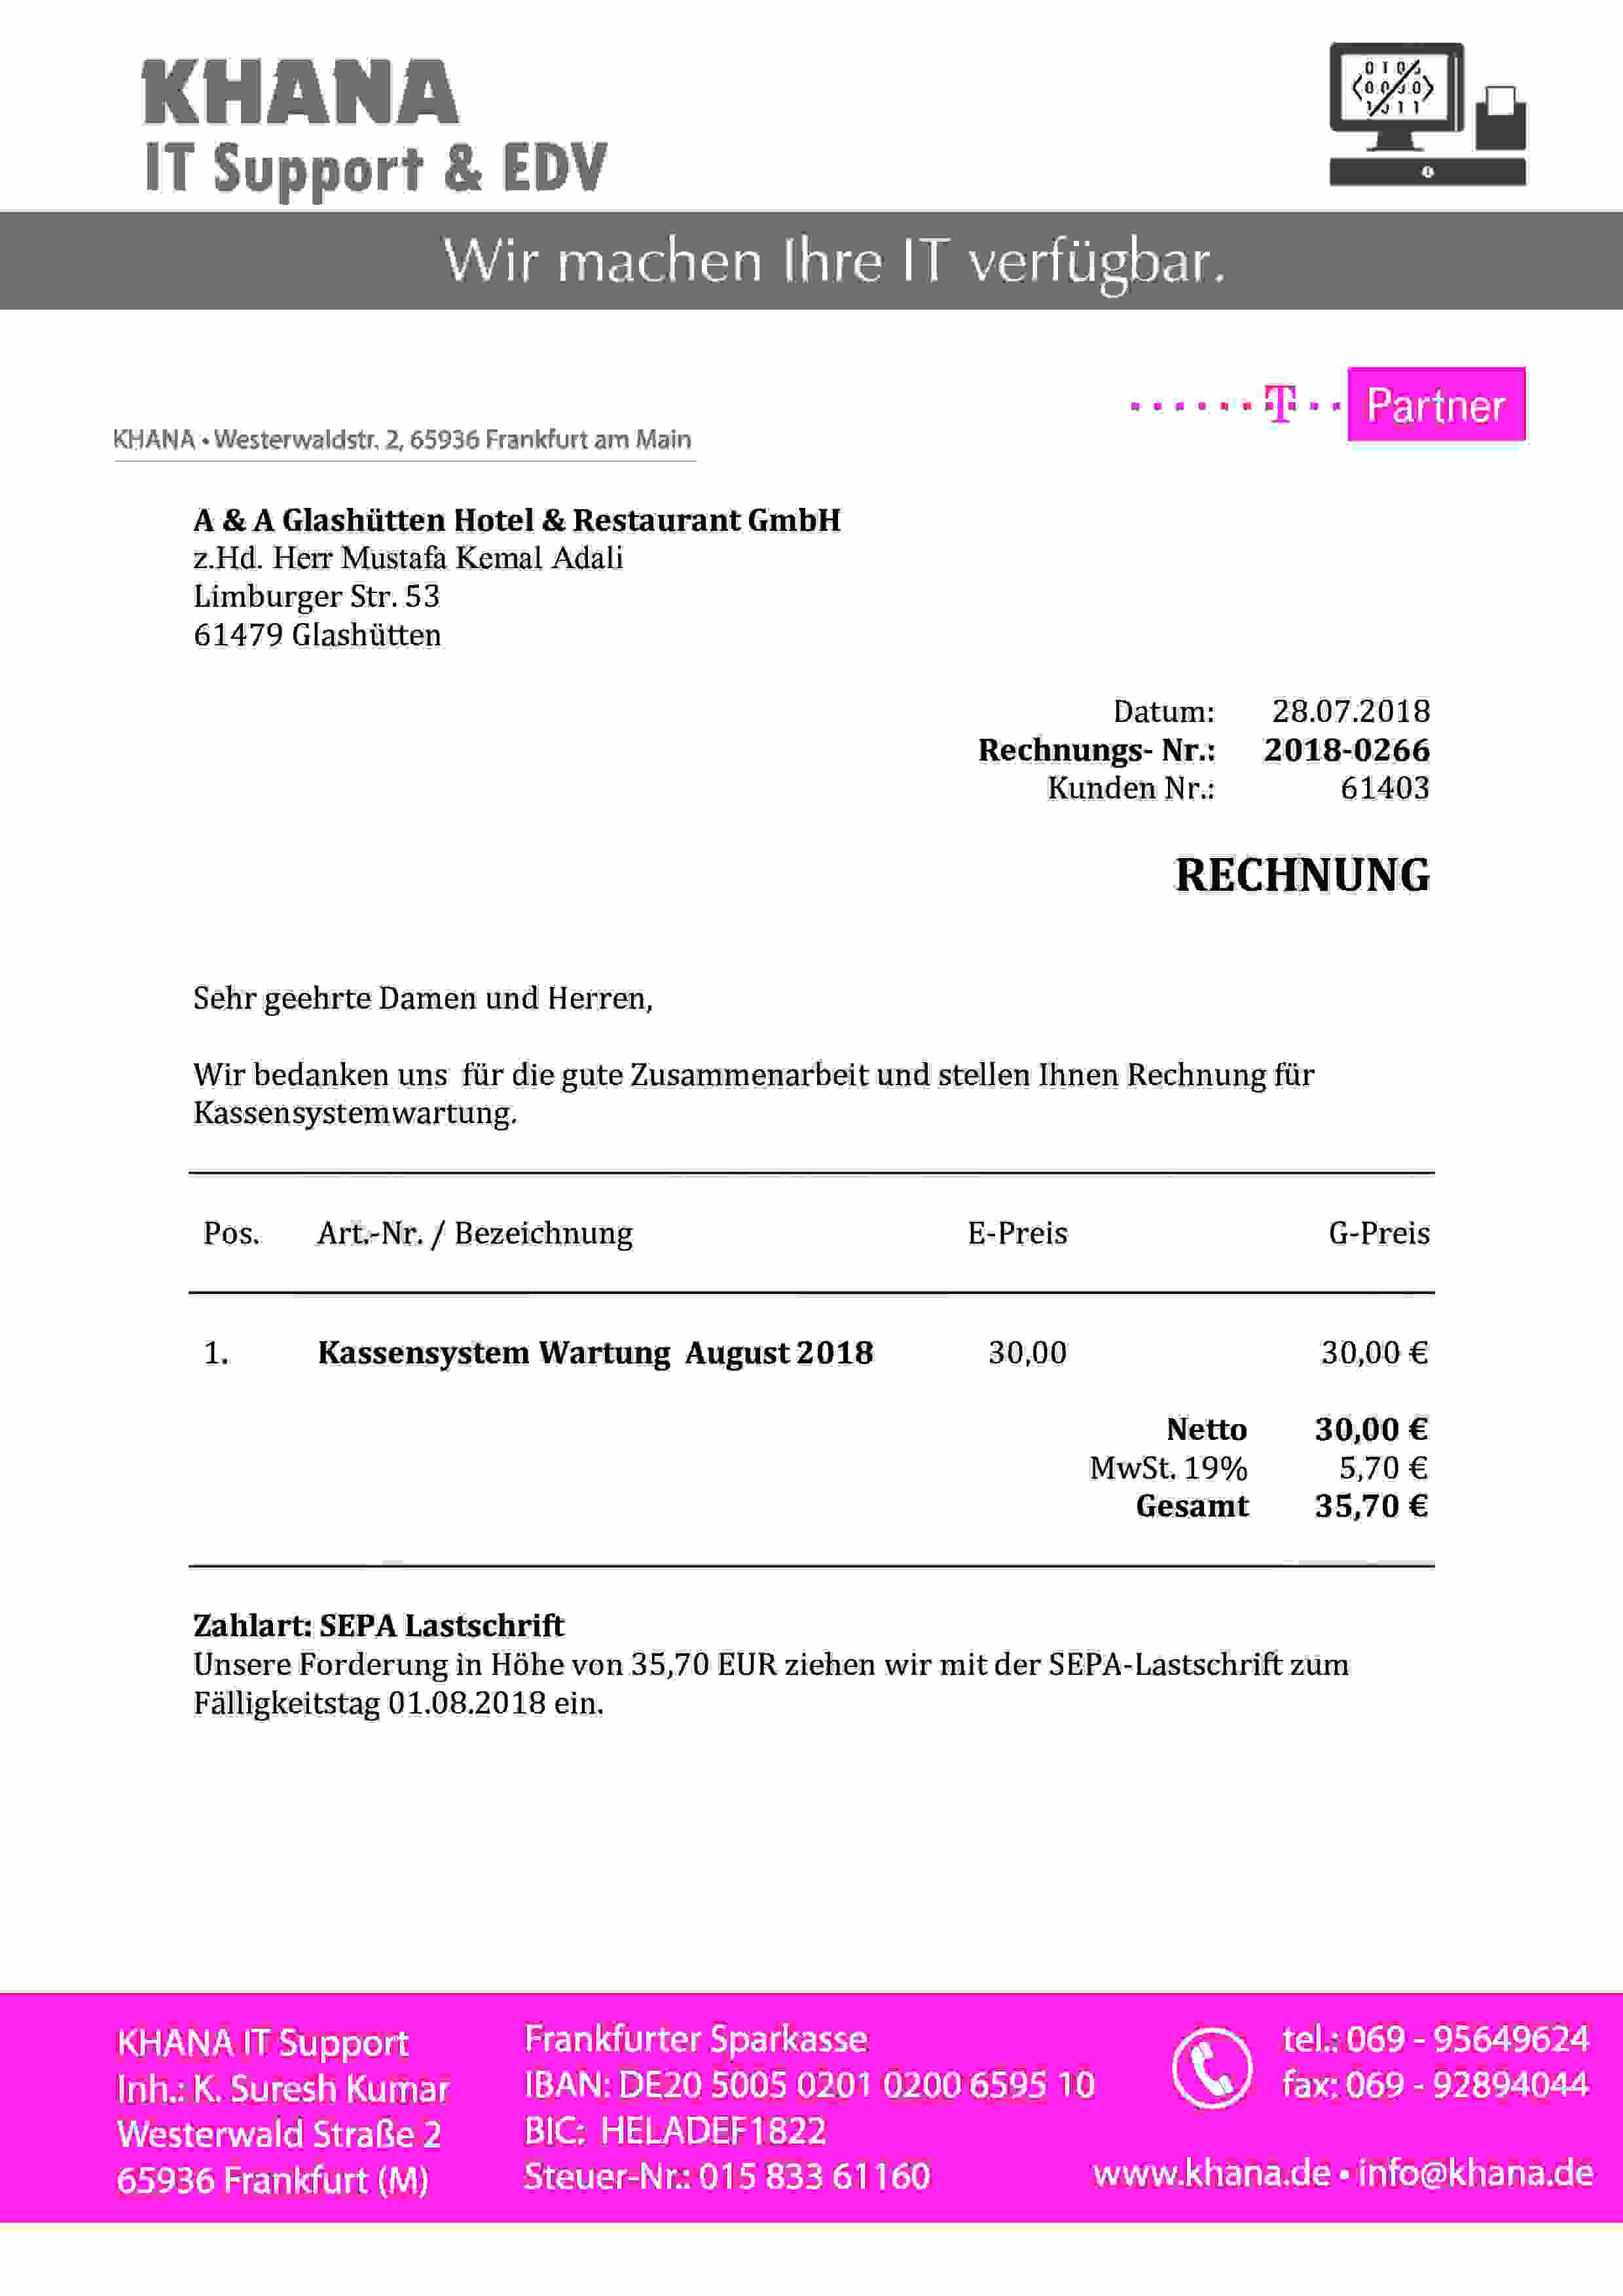 KHANA
IT Support & EDV
Wir machen Ihre IT verfügbar.
T Partner
KHANA • Westerwaldstr. 2, 65936 Frankfurt am Main
A & A Glashütten Hotel & Restaurant GmbH
z.Hd. Herr Mustafa Kemal Adali
Limburger Str. 53
61479 Glashütten
Datum: 28.07.2018
Rechnungs- Nr.: 2018-0266
Kunden Nr.: 61403
RECHNUNG
Sehr geehrte Damen und Herren,
Wir bedanken uns für die gute Zusammenarbeit und stellen Ihnen Rechnung für
Kassensystemwartung.
Pos. Art.-Nr. / Bezeichnung E-Preis G-Preis
1. Kassensystem Wartung August 2018 30,00 30,00 €
Netto 30,00 €
MwSt. 19% 5,70 €
Gesamt 35,70 €
Zahlart: SEPA Lastschrift
Unsere Forderung in Höhe von 35,70 EUR ziehen wir mit der SEPA-Lastschrift zum
Fälligkeitstag 01.08.2018 ein.
KHANA IT Support
Inh.: K. Suresh Kumar
Westerwald Straße 2
65936 Frankfurt (M)
Frankfurter Sparkasse
IBAN: DE20 5005 0201 0200 6595 10
BIC: HELADEF1822
Steuer-Nr.: 015 833 61160
tel.: 069 - 95649624
fax: 069 - 92894044
www.khana.de • info@khana.de